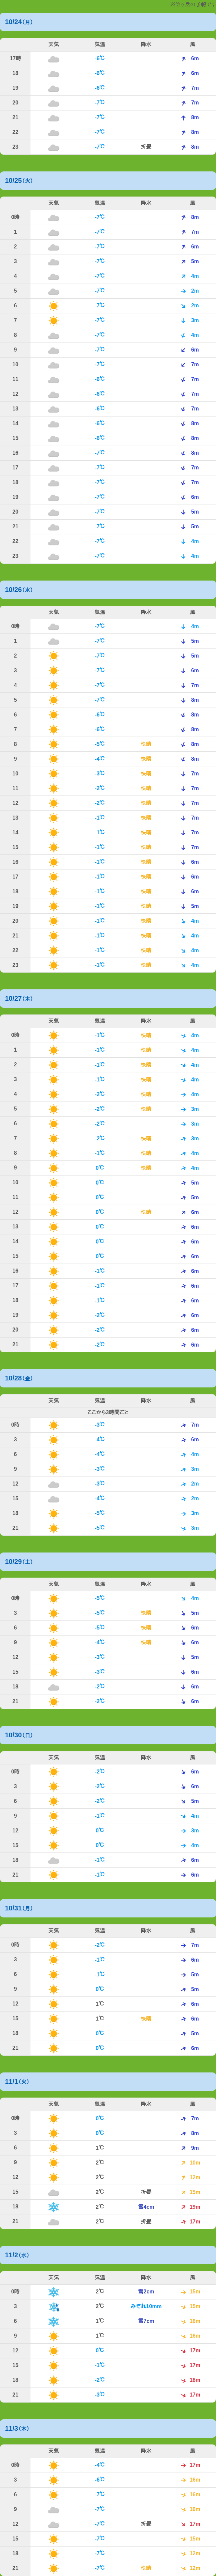 10/24(月)
天気 気温 降水 風
17時 -6℃ 6m
18 -6℃ 6m
19 -6℃ 7m
20 -7℃ 7m
21 -7℃ 8m
22 -7℃ 8m
23 -7℃ 折畳 8m
10/25(火)
天気 気温 降水 風
0時 -7℃ 8m
1 -7℃ 7m
2 -7℃ 6m
3 -7℃ 5m
4 -7℃ 4m
5 -7℃ 2m
6 -7℃ 2m
7 -7℃ 3m
8 -7℃ 4m
9 -7℃ 6m
10 -7℃ 7m
11 -6℃ 7m
12 -6℃ 7m
13 -6℃ 7m
14 -6℃ 8m
15 -6℃ 8m
16 -7℃ 8m
17 -7℃ 7m
18 -7℃ 7m
19 -7℃ 6m
20 -7℃ 5m
21 -7℃ 5m
22 -7℃ 4m
23 -7℃ 4m
10/26(水)
天気 気温 降水 風
0時 -7℃ 4m
1 -7℃ 5m
2 -7℃ 5m
3 -7℃ 6m
4 -7℃ 7m
5 -7℃ 8m
6 -6℃ 8m
7 -6℃ 8m
8 -5℃ 快晴 8m
9 -4℃ 快晴 8m
10 -3℃ 7m
11 -2℃ 7m
12 -2℃ 7m
13 -1℃ 7m
14 -1℃ 7m
15 -1℃ 7m
16 -1℃ 快晴 6m
17 -1℃ 快晴 6m
18 -1℃ 快晴 6m
19 -1℃ 快晴 5m
20 -1℃ 快晴 4m
21 -1℃ 快晴 4m
22 -1℃ 快晴 4m
23 -1℃ 快晴 4m
10/27(木)
天気 気温 降水 風
0時 -1℃ 快晴 4m
1 -1℃ 快晴 4m
2 -1℃ 快晴 4m
3 -1℃ 快晴 4m
4 -2℃ 快晴 4m
5 -2℃ 快晴 3m
6 -2℃ 3m
7 -2℃ 快晴 3m
8 -1℃ 快晴 4m
9 0℃ 快晴 4m
10 0℃ 5m
11 0℃ 5m
12 0℃ 快晴 6m
13 0℃ 6m
14 0℃ 6m
15 0℃ 6m
16 -1℃ 6m
17 -1℃ 6m
18 -1℃ 6m
19 -2℃ 6m
20 -2℃ 6m
21 -2℃ 6m
10/28(金)
天気 気温 降水 風
ここから3時間ごと
0時 -3℃ 7m
3 -4℃ 6m
6 -4℃ 4m
9 -3℃ 3m
12 -3℃ 2m
15 -4℃ 2m
18 -5℃ 3m
21 -5℃ 3m
10/29(土)
天気 気温 降水 風
0時 -5℃ 4m
3 -5℃ 快晴 5m
6 -5℃ 快晴 6m
9 -4℃ 快晴 6m
12 -3℃ 5m
15 -3℃ 6m
18 -2℃ 6m
21 -2℃ 6m
10/30(日)
天気 気温 降水 風
0時 -2℃ 6m
3 -2℃ 6m
6 -2℃ 5m
9 -1℃ 4m
12 0℃ 3m
15 0℃ 4m
18 -1℃ 6m
21 -1℃ 6m
10/31(月)
天気 気温 降水 風
0時 -2℃ 7m
3 -1℃ 6m
6 -1℃ 5m
9 0℃ 5m
12 1℃ 6m
15 1℃ 快晴 6m
18 0℃ 5m
21 0℃ 6m
11/1(火)
天気 気温 降水 風
0時 0℃ 7m
3 0℃ 8m
6 1℃ 9m
9 2℃ 10m
12 2℃ 12m
15 2℃ 折畳 15m
18 2℃ 雪4cm 19m
21 2℃ 折畳 17m
11/2(水)
天気 気温 降水 風
0時 2℃ 雪2cm 15m
3 2℃ みぞれ10mm 15m
6 1℃ 雪7cm 16m
9 1℃ 16m
12 0℃ 17m
15 -1℃ 17m
18 -2℃ 18m
21 -3℃ 17m
11/3(木)
天気 気温 降水 風
0時 -4℃ 17m
3 -6℃ 16m
6 -7℃ 16m
9 -7℃ 16m
12 -7℃ 折畳 17m
15 -7℃ 15m
18 -7℃ 12m
21 -7℃ 快晴 12m